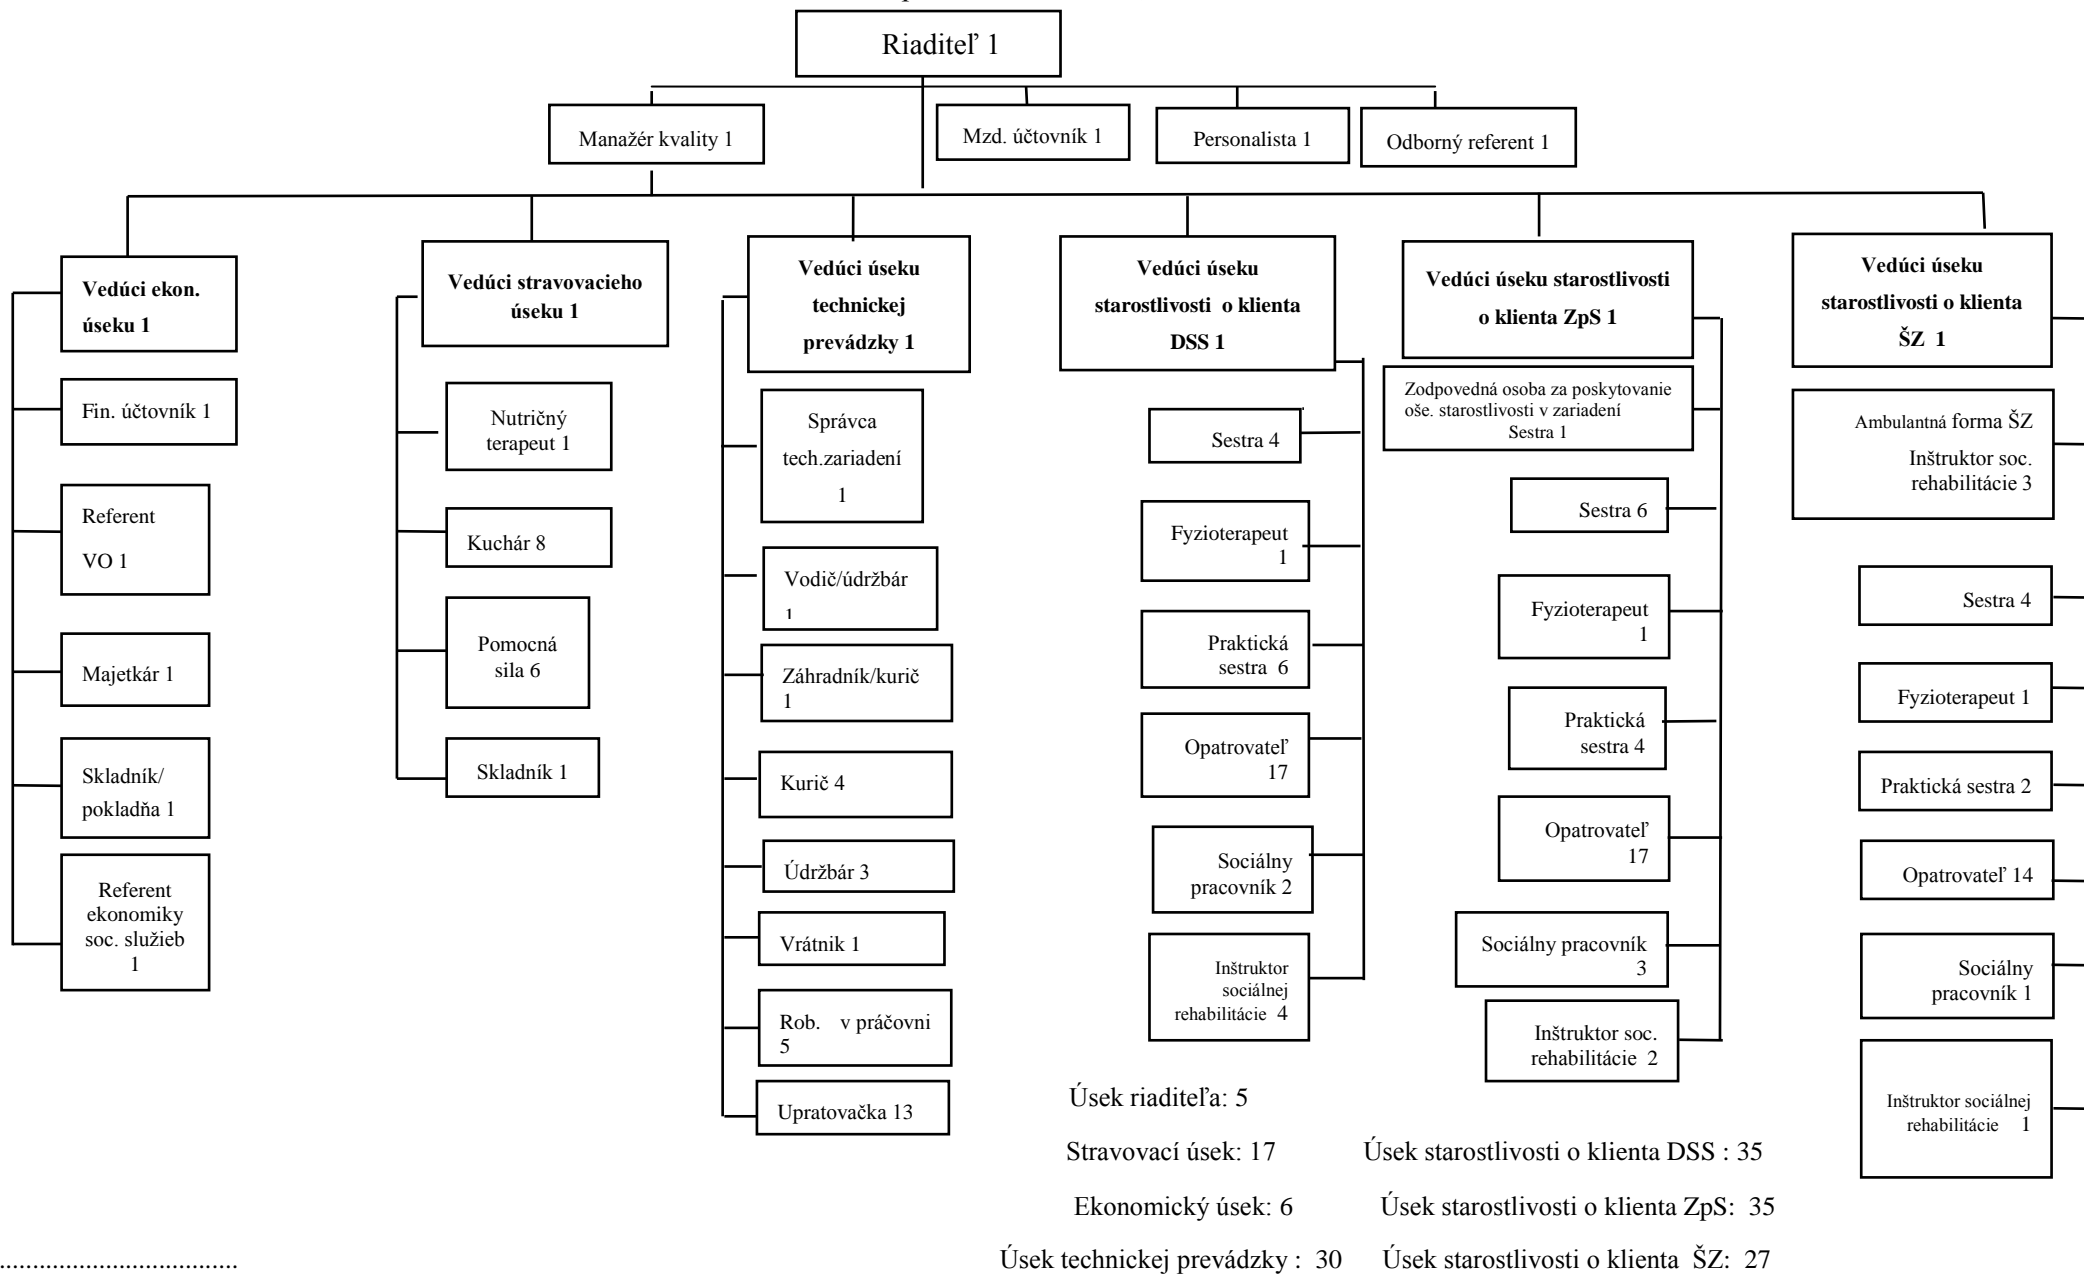 Riaditeľ 1
Manažér kvality 1
Mzd. účtovník 1
Personalista 1
Odborný referent 1
Vedúci ekon.
úseku 1
Fin. účtovník 1
Referent
VO 1
Majetkár 1
Skladník/
pokladňa 1
Referent
ekonomiky
soc. služieb
1
Vedúci stravovacieho
úseku 1
Nutričný
terapeut 1
Kuchár 8
Pomocná
sila 6
Skladník 1
Vedúci úseku
technickej
prevádzky 1
Správca
tech.zariadení
1
Vodič/údržbár
1
Záhradník/kurič
1
Kurič 4
Údržbár 3
Vrátnik 1
Rob. v práčovni
5
Upratovačka 13
Vedúci úseku
starostlivosti o klienta
DSS 1
Sestra 4
Fyzioterapeut
1
Praktická
sestra 6
Opatrovateľ
17
Sociálny
pracovník 2
Inštruktor
sociálnej
rehabilitácie 4
Vedúci úseku starostlivosti
o klienta ZpS 1
Zodpovedná osoba za poskytovanie
oše. starostlivosti v zariadení
Sestra 1
Sestra 6
Fyzioterapeut
1
Praktická
sestra 4
Opatrovateľ
17
Sociálny pracovník
3
Inštruktor soc.
rehabilitácie 2
Vedúci úseku
starostlivosti o klienta
ŠZ 1
Ambulantná forma ŠZ
Inštruktor soc.
rehabilitácie 3
Sestra 4
Fyzioterapeut 1
Praktická sestra 2
Opatrovateľ 14
Sociálny
pracovník 1
Inštruktor sociálnej
rehabilitácie 1
Úsek riaditeľa: 5
Stravovací úsek: 17 Úsek starostlivosti o klienta DSS : 35
Ekonomický úsek: 6 Úsek starostlivosti o klienta ZpS: 35
.................................... Úsek technickej prevádzky : 30 Úsek starostlivosti o klienta ŠZ: 27